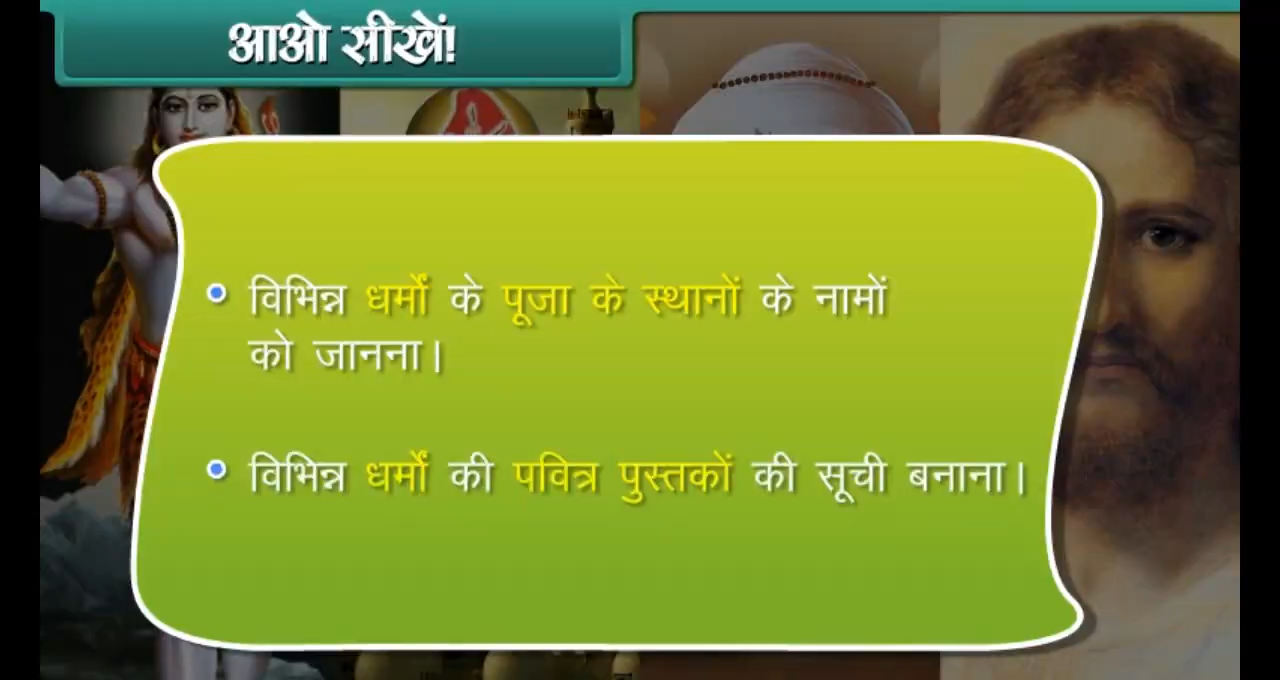 आओ सीखें!
विभिन्न धर्मों के पूजा के स्थानों के नामों
को जानना।
विभिन्न धर्मों की पवित्र पुस्तकों की सूची बनाना।